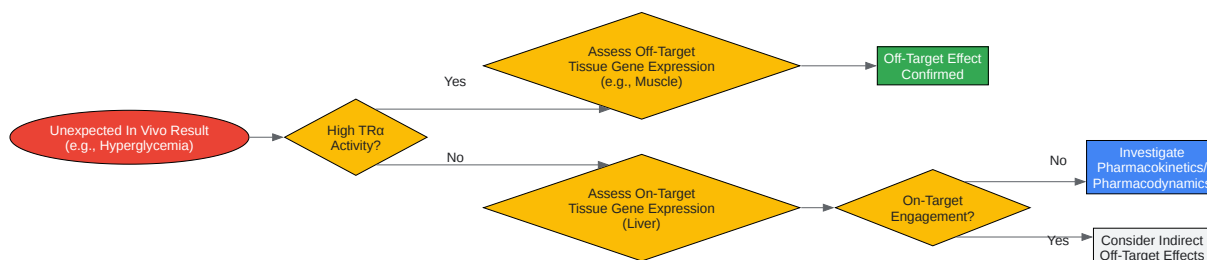 Unexpected In Vivo Result
(e.g., Hyperglycemia)
High TRα
Activity?
Yes
No
Assess Off-Target
Tissue Gene Expression
(e.g., Muscle)
Off-Target Effect
Confirmed
Assess On-Target
Tissue Gene Expression
(Liver)
On-Target
Engagement?
No
Yes
Investigate
Pharmacokinetics/
Pharmacodynamics
Consider Indirect
Off-Target Effects